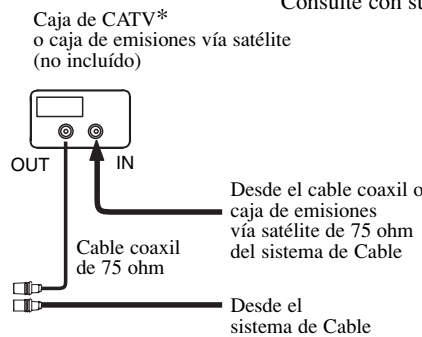 Consulte con su
Caja de CATV*
o caja de emisiones vía satélite
(no incluído)
OUT
IN
Desde el cable coaxil o
caja de emisiones
vía satélite de 75 ohm
del sistema de Cable
Cable coaxil
de 75 ohm
Desde el
sistema de Cable